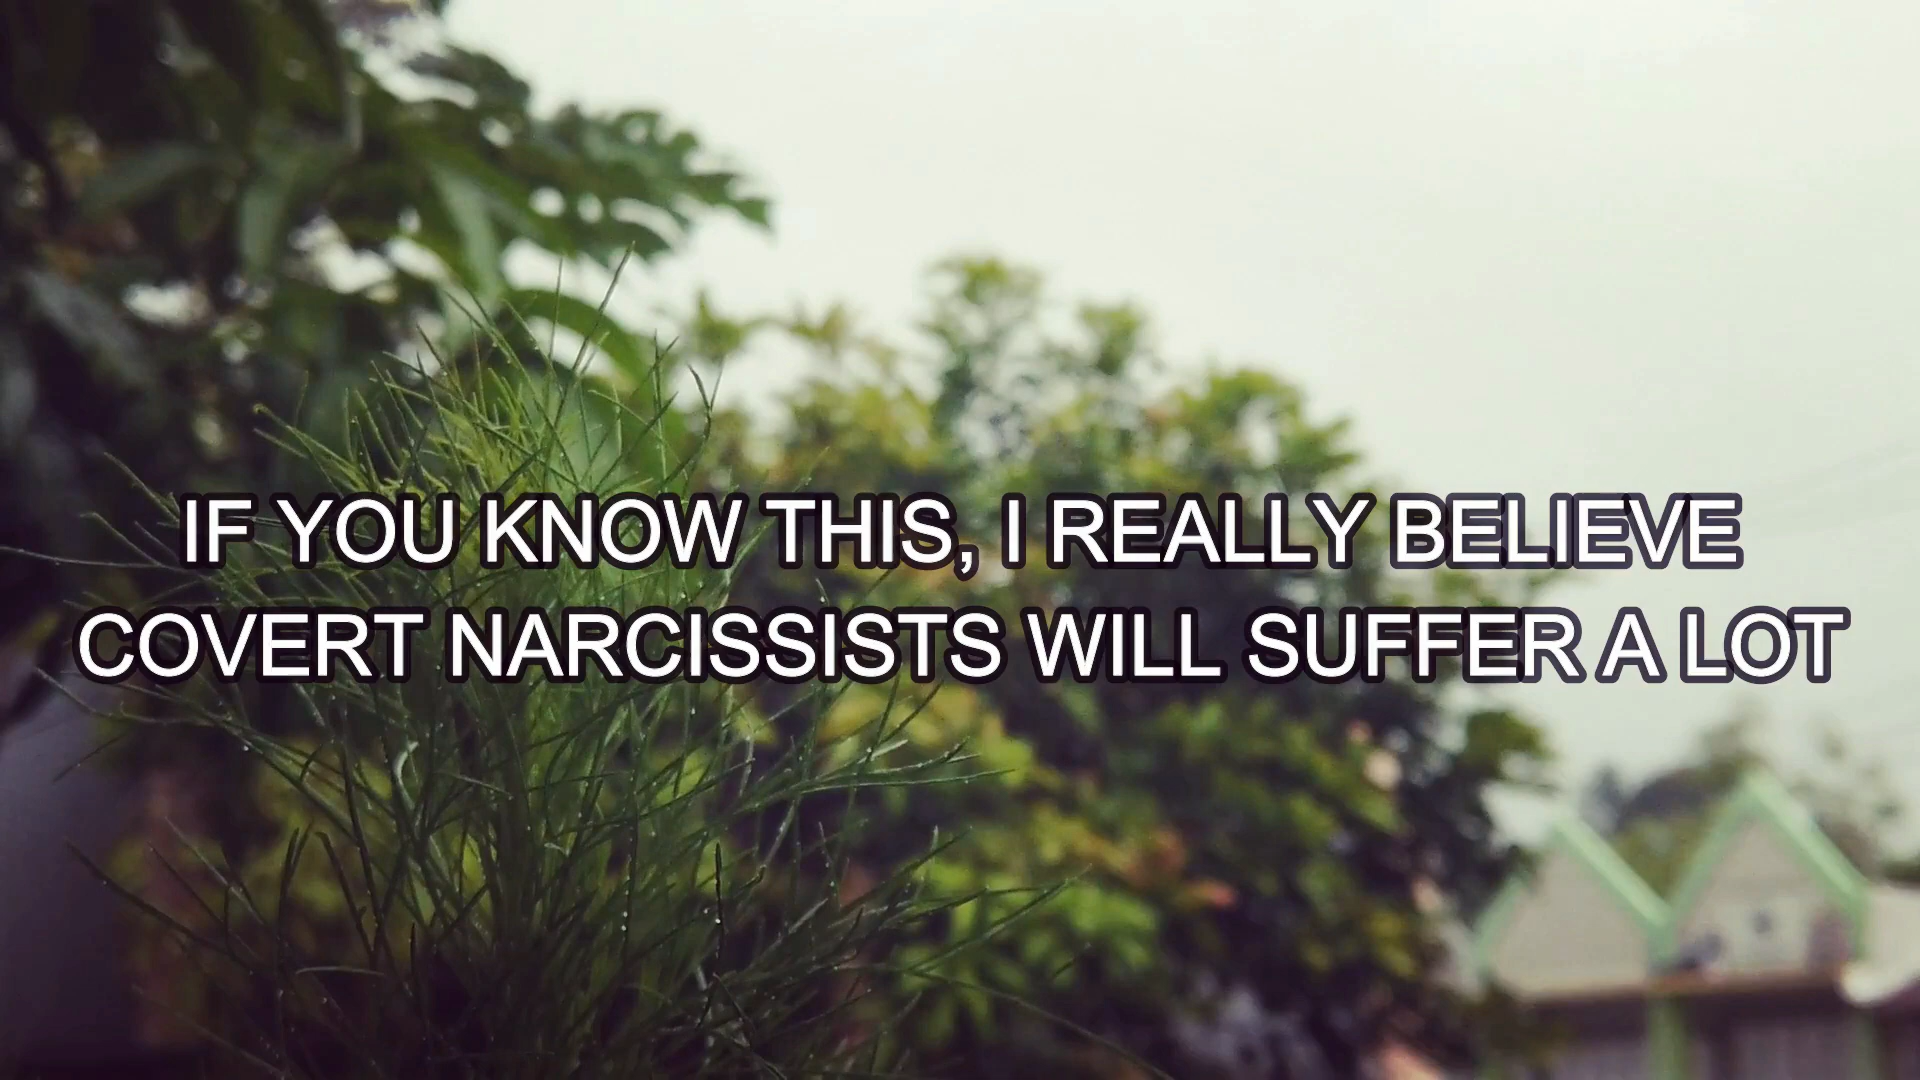 IF YOU KNOW THIS, I REALLY BELIEVE
COVERT NARCISSISTS WILL SUFFER A LOT